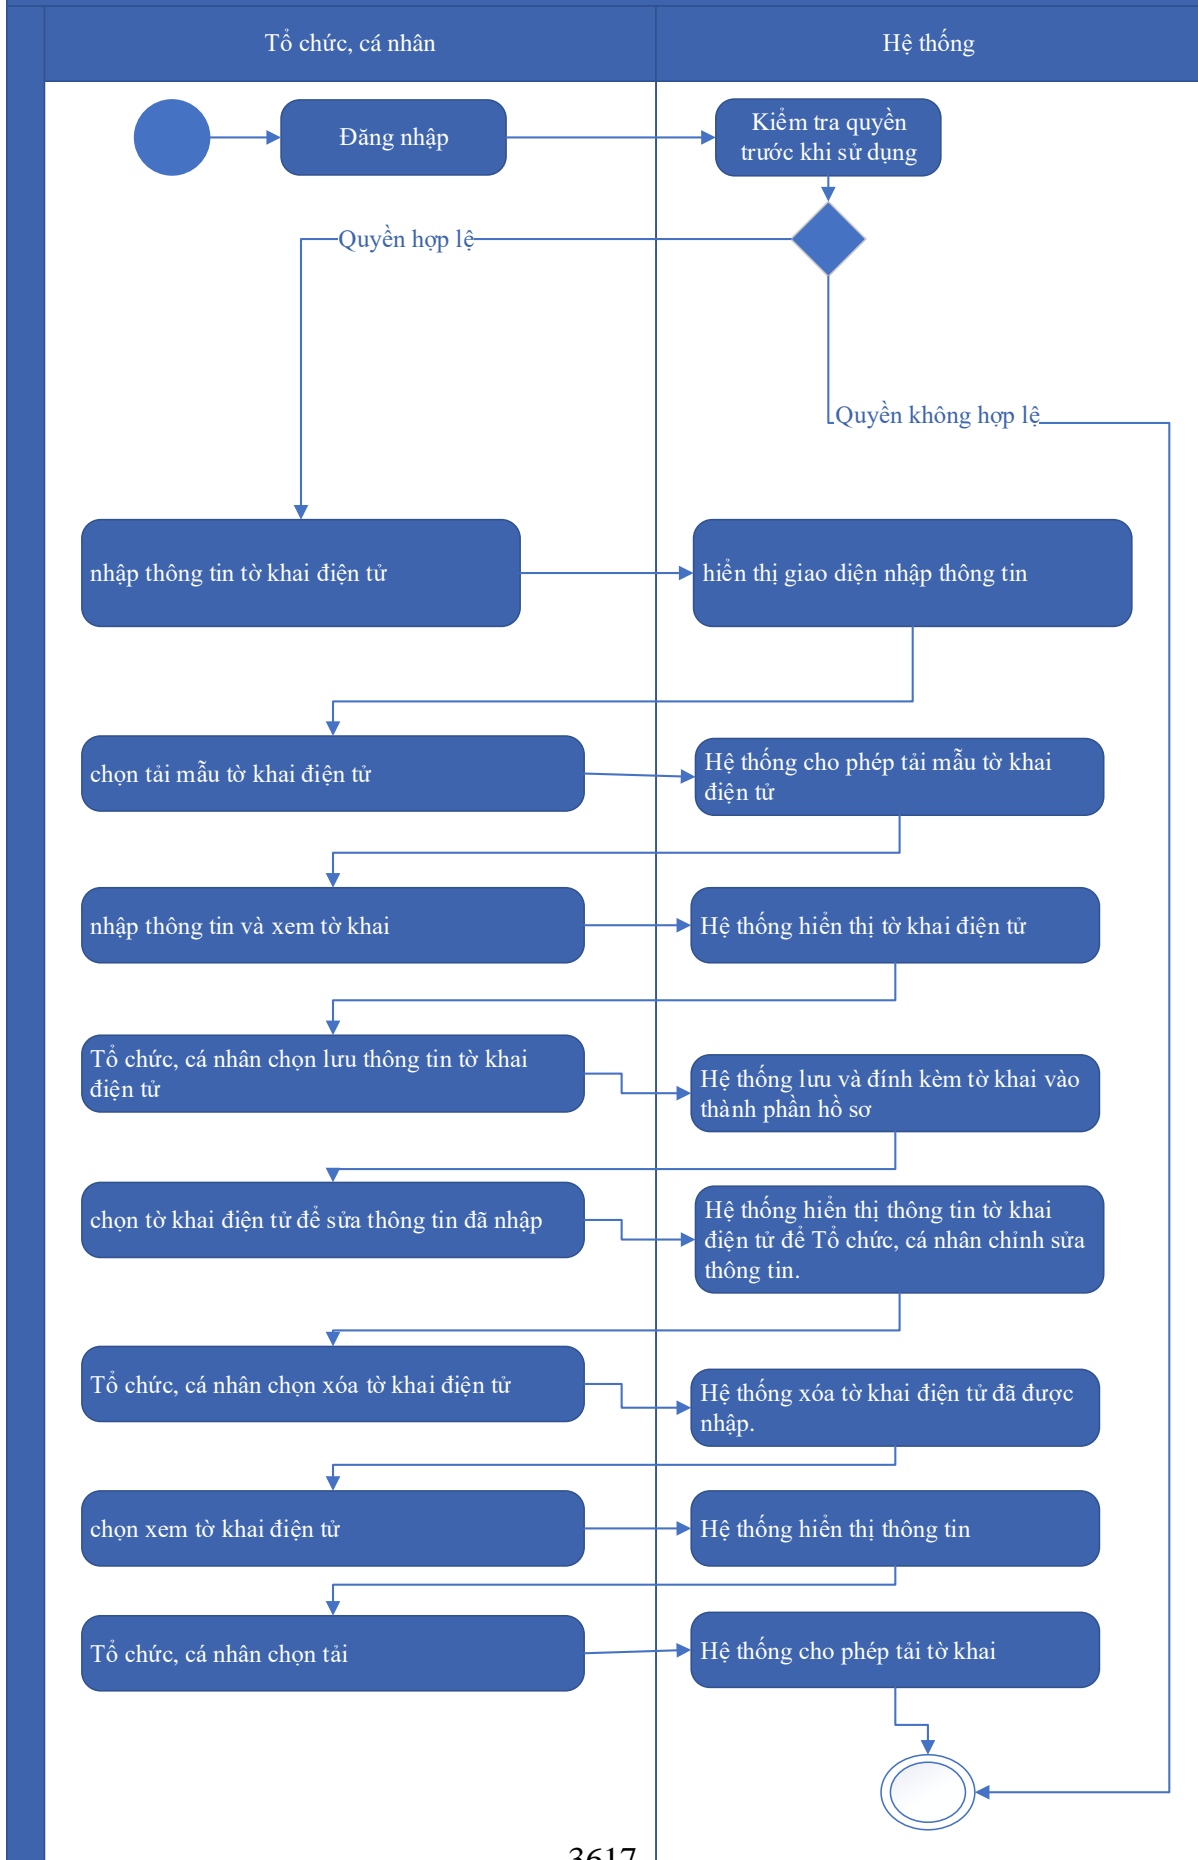 Tổ chức, cá nhân
Hệ thống
Đăng nhập
Kiểm tra quyền
trước khi sử dụng
Quyền hợp lệ
Quyền không hợp lệ
nhập thông tin tờ khai điện tử
hiển thị giao diện nhập thông tin
chọn tải mẫu tờ khai điện tử
Hệ thống cho phép tải mẫu tờ khai
điện tử
nhập thông tin và xem tờ khai
Hệ thống hiển thị tờ khai điện tử
Tổ chức, cá nhân chọn lưu thông tin tờ khai
điện tử
Hệ thống lưu và đính kèm tờ khai vào
thành phần hồ sơ
chọn tờ khai điện tử để sửa thông tin đã nhập
Hệ thống hiển thị thông tin tờ khai
điện tử để Tổ chức, cá nhân chỉnh sửa
thông tin.
Tổ chức, cá nhân chọn xóa tờ khai điện tử
Hệ thống xóa tờ khai điện tử đã được
nhập.
chọn xem tờ khai điện tử
Hệ thống hiển thị thông tin
Tổ chức, cá nhân chọn tải
Hệ thống cho phép tải tờ khai
3617